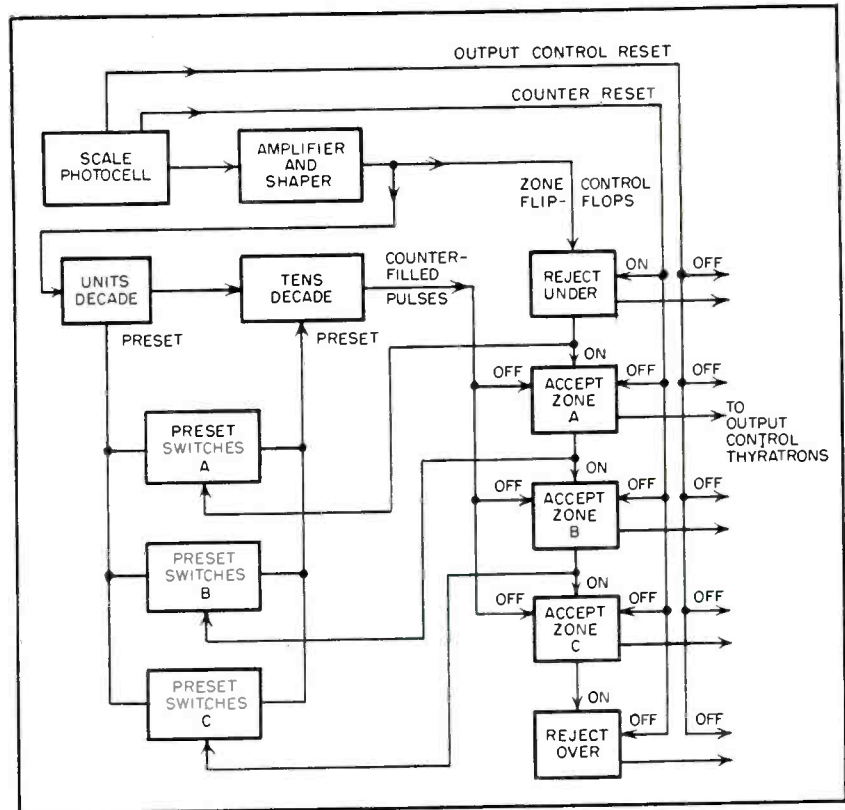 OUTPUT CONTROL RESET
COUNTER RESET
SCALE
PHOTOCELL
AMPLIFIER
AND
SHAPER
ZONE CONTROL
FLIP- FLOPS
UNITS
DECADE
TENS
DECADE
COUNTER-
FILLED
PULSES
PRESET
PRESET
REJECT
UNDER
ON
OFF
ON
OFF
ACCEPT
ZONE
A
OFF
OFF
TO
OUTPUT
CONTROL
THYRATRONS
PRESET
SWITCHES
A
ON
OFF
ACCEPT
ZONE
B
OFF
OFF
PRESET
SWITCHES
B
ON
OFF
ACCEPT
ZONE
C
OFF
OFF
PRESET
SWITCHES
C
ON
REJECT
OVER
OFF
OFF